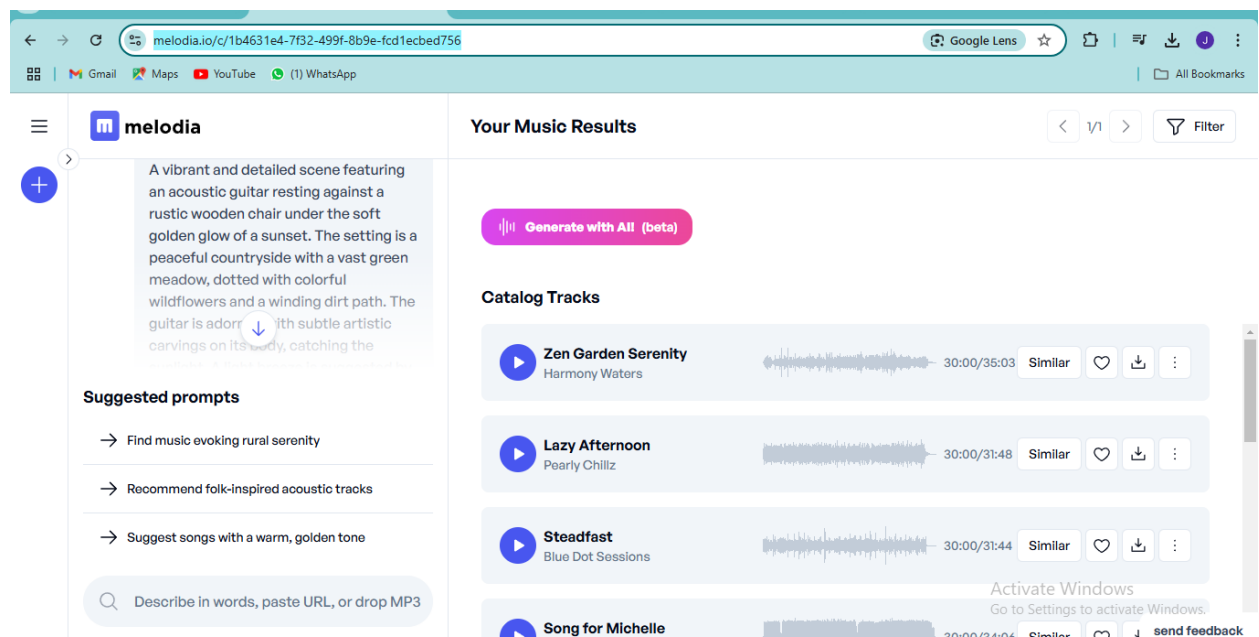 melodia.io/c/1b4631e4-7f32-499f-8b9e-fcd1ecbed756
Google Lens
J
Gmail
Maps
YouTube
(1) WhatsApp
All Bookmarks
m melodia
Your Music Results
1/1
Filter
A vibrant and detailed scene featuring
an acoustic guitar resting against a
rustic wooden chair under the soft
golden glow of a sunset. The setting is a
peaceful countryside with a vast green
meadow, dotted with colorful
wildflowers and a winding dirt path. The
guitar is ith subtle artistic
carvings on its body, catching the
Suggested prompts
Find music evoking rural serenity
Recommend folk-inspired acoustic tracks
Suggest songs with a warm, golden tone
Describe in words, paste URL, or drop MP3
Generate with AII (beta)
Catalog Tracks
Zen Garden Serenity
Harmony Waters
30:00/35:03
Similar
Lazy Afternoon
Pearly Chillz
30:00/31:48
Similar
Steadfast
Blue Dot Sessions
30:00/31:44
Similar
Song for Michelle
30:00/34:06
Similar
Activate Windows
Go to Settings to activate Windows.
send feedback